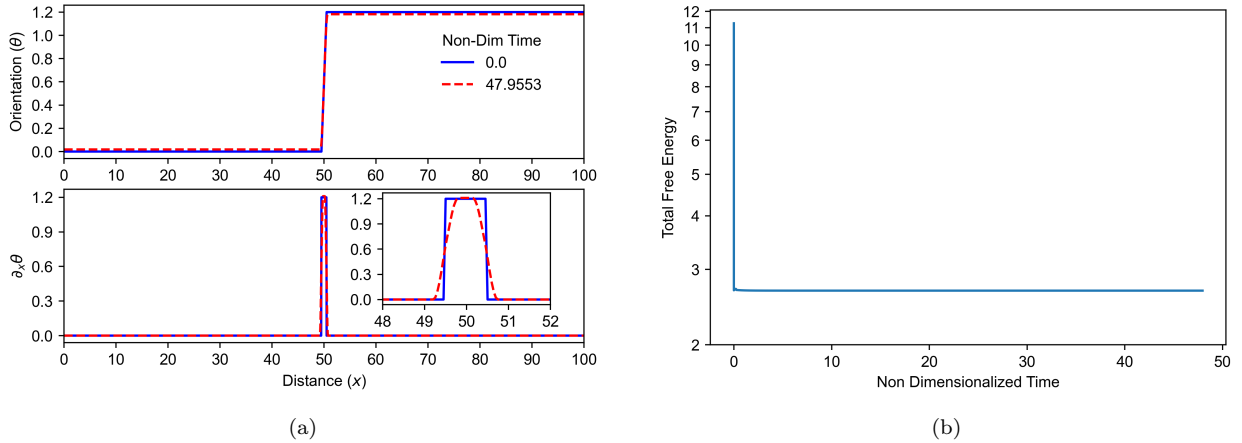 1.2
1.0
0.8
0.6
0.4
0.2
0.0
Orientation (θ)
Non-Dim Time
0.0
47.9553
0 10 20 30 40 50 60 70 80 90 100
1.2
0.9
0.6
0.3
0.0
∂ₓθ
1.2
0.9
0.6
0.3
0.0
48 49 50 51 52
0 10 20 30 40 50 60 70 80 90 100
Distance (x)
(a)
12
11
10
9
8
7
6
5
4
3
2
Total Free Energy
0 10 20 30 40 50
Non Dimensionalized Time
(b)